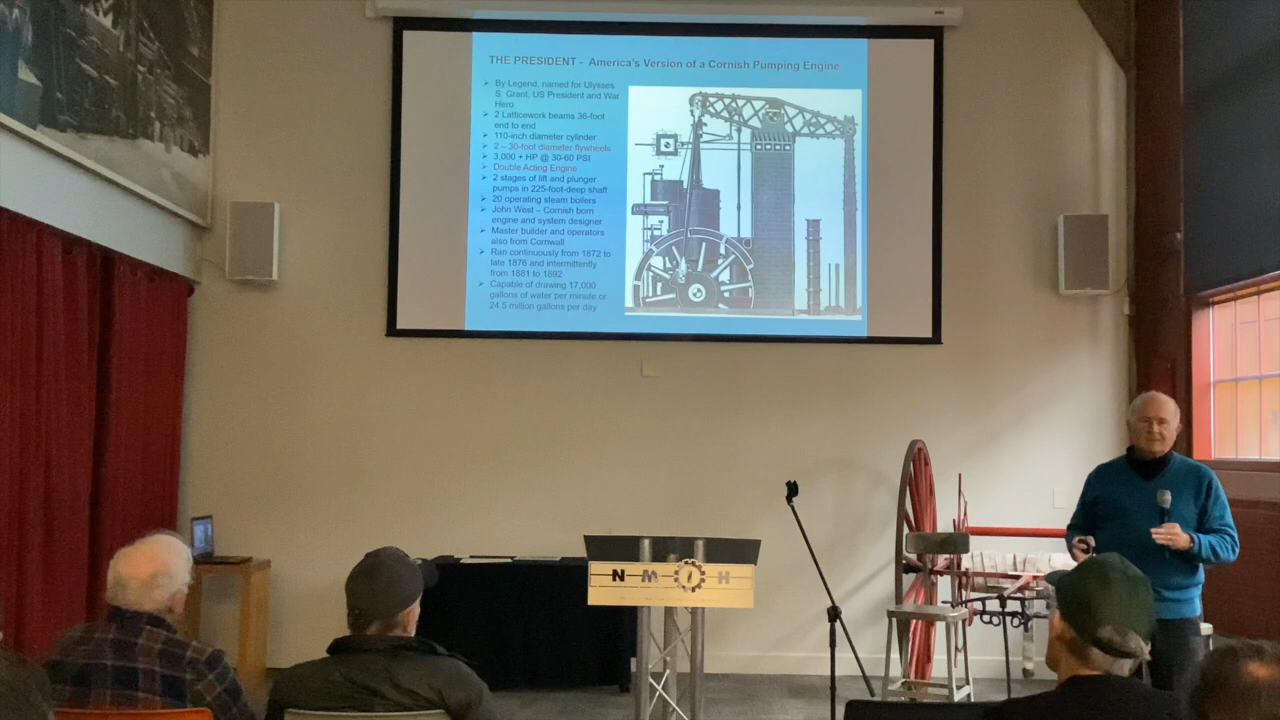 THE PRESIDENT - America's Version of a Cornish Pumping Engine
➢ By Legend, named for Ulysses
S. Grant, US President and War
Hero
➢ 2 Latticework beams 36-foot
end to end
➢ 110-inch diameter cylinder
➢ 2 – 30-foot diameter flywheels
➢ 3,000 + HP @ 30-60 PSI
➢ Double Acting Engine
➢ 2 stages of lift and plunger
pumps in 225-foot-deep shaft
➢ 20 operating steam boilers
➢ John West – Cornish born
engine and system designer
➢ Master builder and operators
also from Cornwall
➢ Ran continuously from 1872 to
late 1876 and intermittently
from 1881 to 1892
➢ Capable of drawing 17,000
gallons of water per minute or
24.5 million gallons per day
N M I H